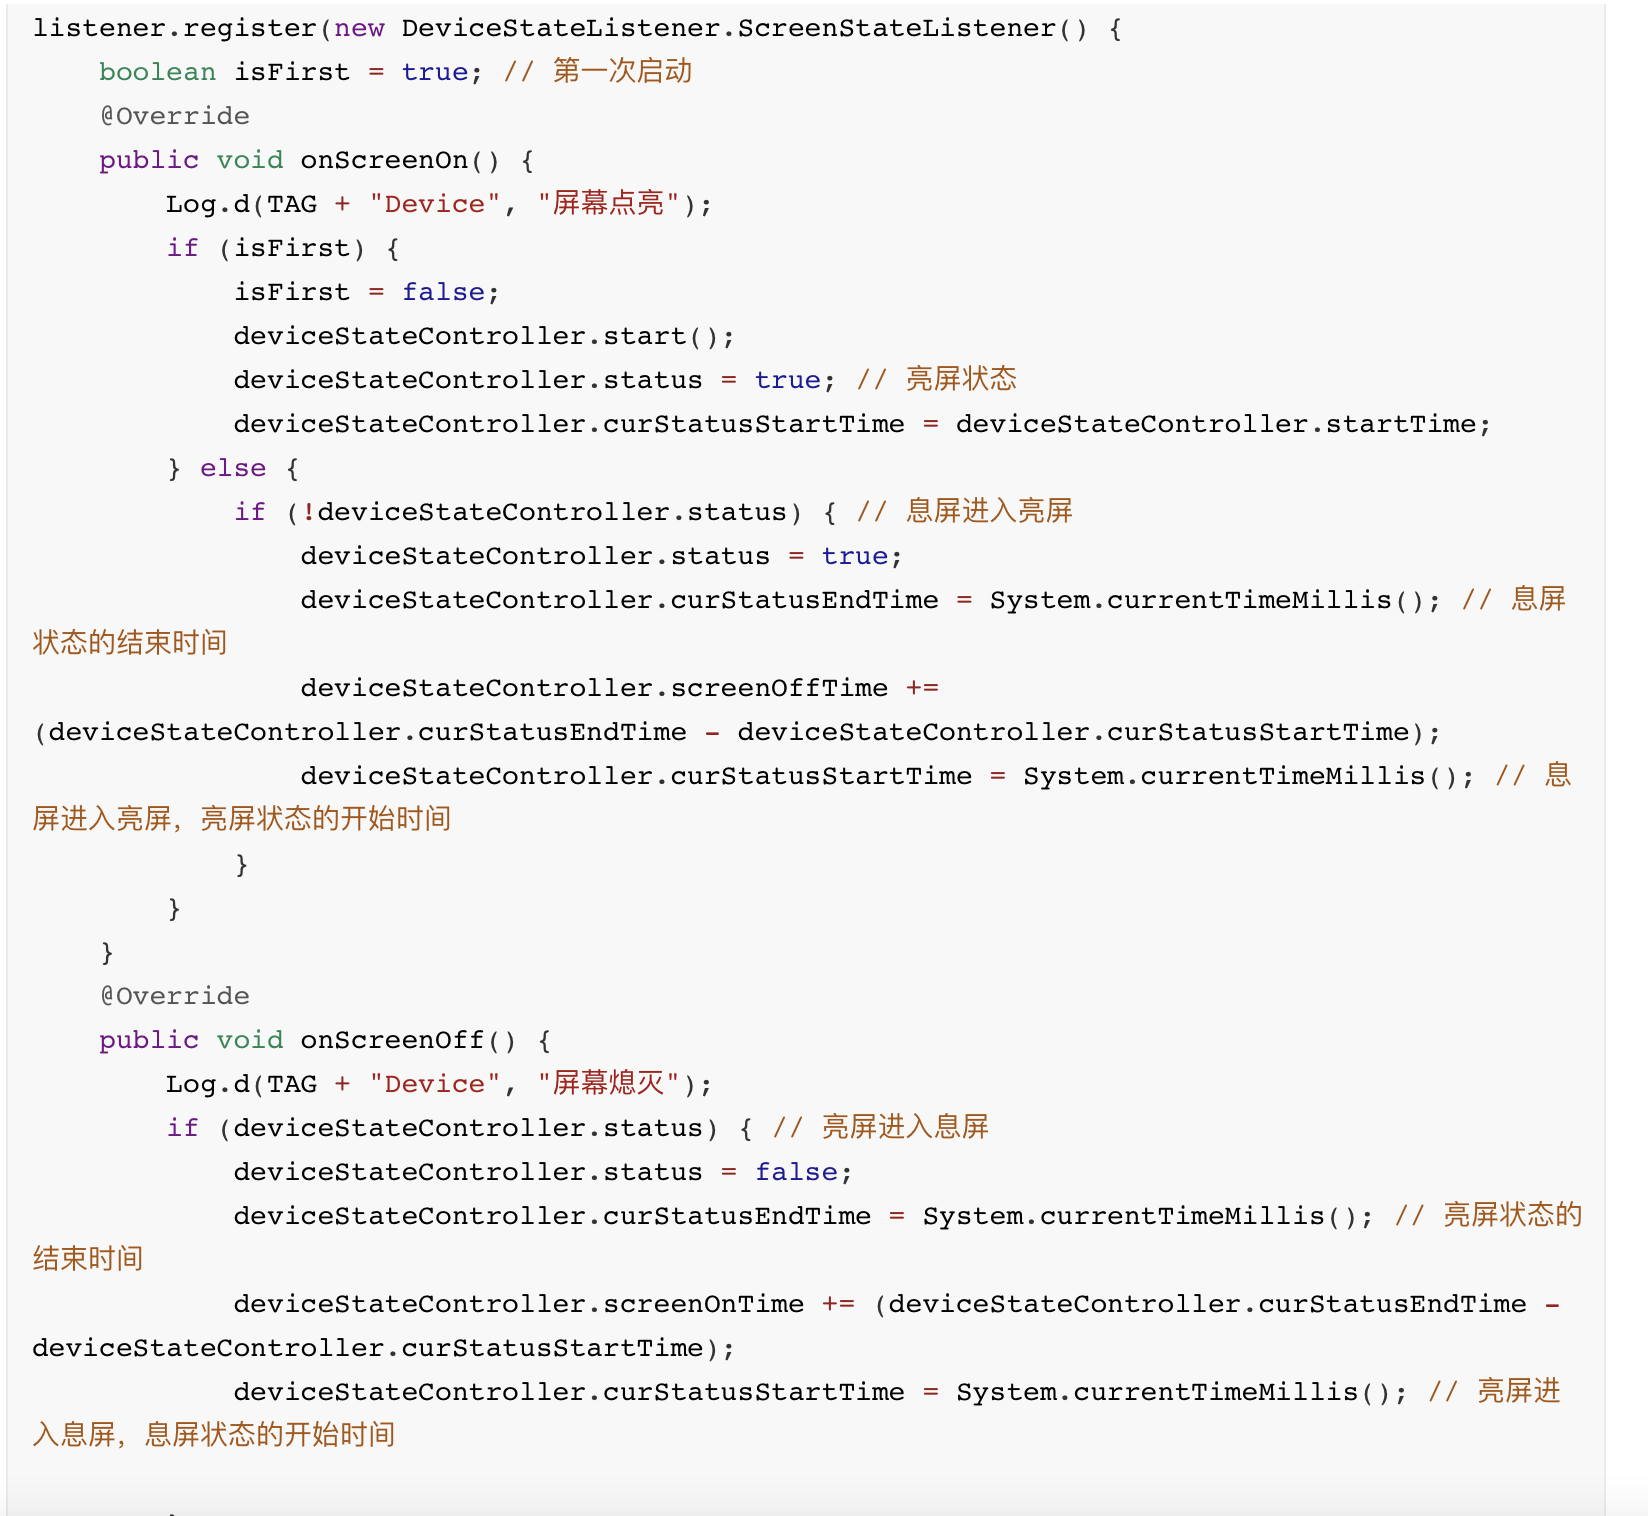 listener.register(new DeviceStateListener.ScreenStateListener() {
    boolean isFirst = true; // 第一次启动
    @Override
    public void onScreenOn() {
        Log.d(TAG + "Device", "屏幕点亮");
        if (isFirst) {
            isFirst = false;
            deviceStateController.start();
            deviceStateController.status = true; // 亮屏状态
            deviceStateController.curStatusStartTime = deviceStateController.startTime;
        } else {
            if (!deviceStateController.status) { // 息屏进入亮屏
                deviceStateController.status = true;
                deviceStateController.curStatusEndTime = System.currentTimeMillis(); // 息屏
状态的结束时间
                deviceStateController.screenOffTime +=
(deviceStateController.curStatusEndTime - deviceStateController.curStatusStartTime);
                deviceStateController.curStatusStartTime = System.currentTimeMillis(); // 息
屏进入亮屏，亮屏状态的开始时间
            }
        }
    }
    @Override
    public void onScreenOff() {
        Log.d(TAG + "Device", "屏幕熄灭");
        if (deviceStateController.status) { // 亮屏进入息屏
            deviceStateController.status = false;
            deviceStateController.curStatusEndTime = System.currentTimeMillis(); // 亮屏状态的
结束时间
            deviceStateController.screenOnTime += (deviceStateController.curStatusEndTime -
deviceStateController.curStatusStartTime);
            deviceStateController.curStatusStartTime = System.currentTimeMillis(); // 亮屏进
入息屏，息屏状态的开始时间